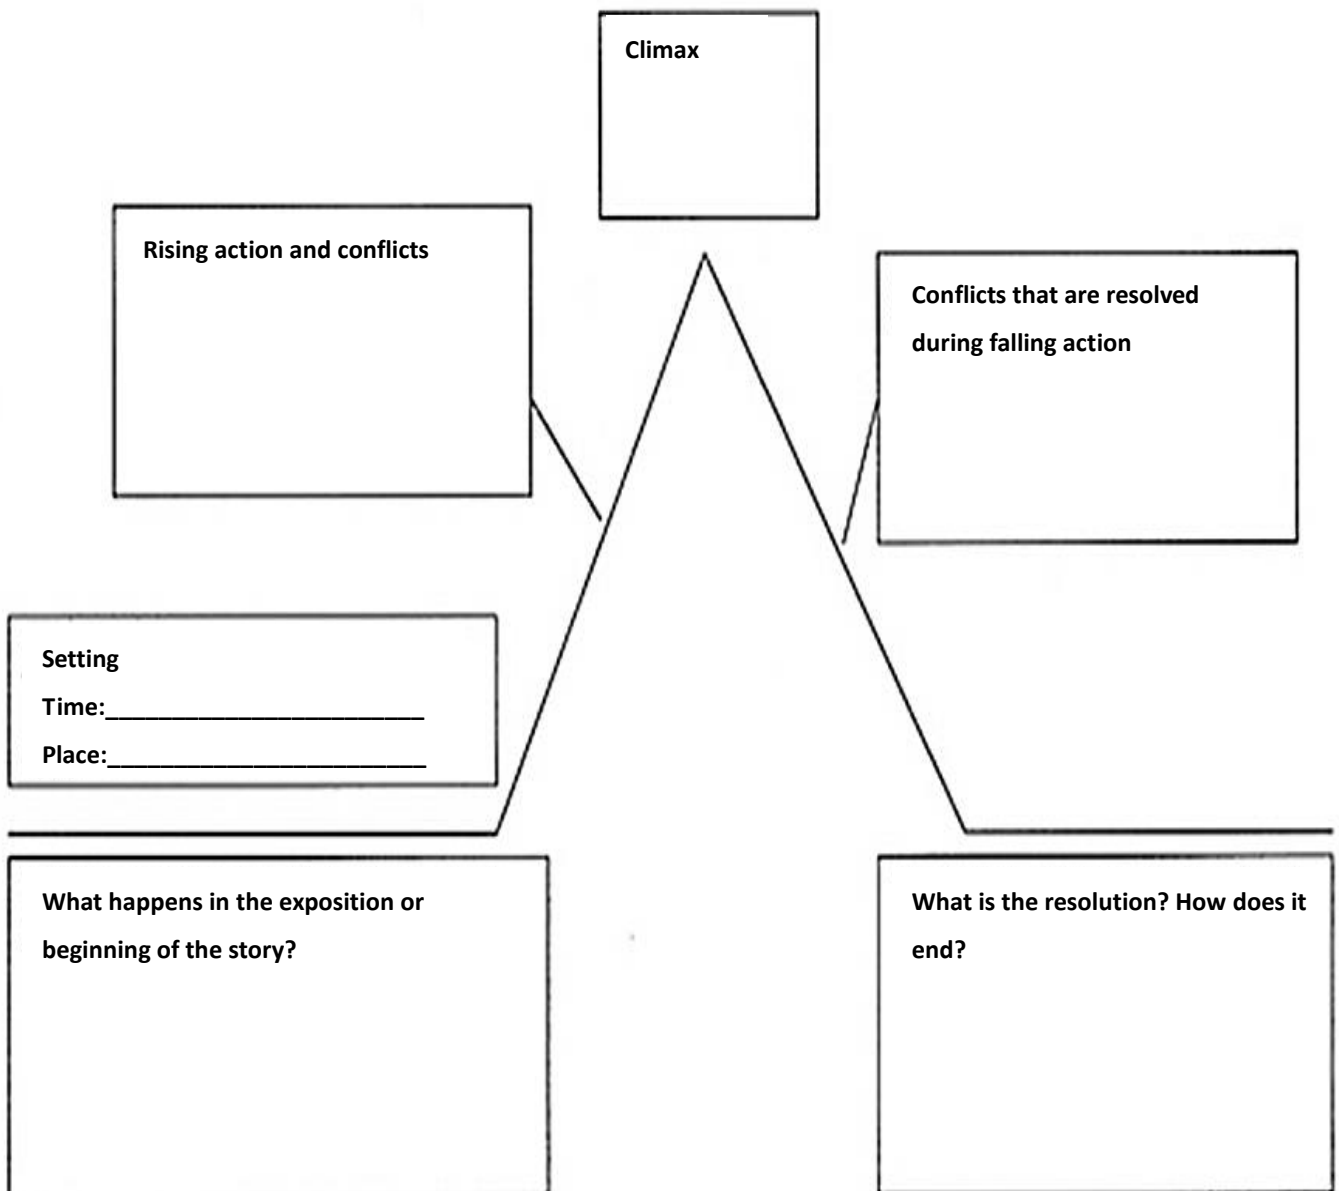 Climax
Rising action and conflicts
Conflicts that are resolved
during falling action
Setting
Time:________________________
Place:________________________
What happens in the exposition or
beginning of the story?
What is the resolution? How does it
end?